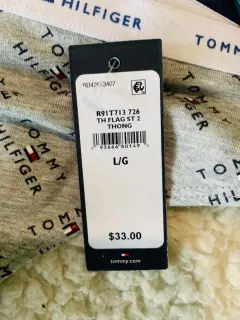 HILFIGER
TOMMY
R91T713 726
TH FLAG ST 2
THONG
L/G
$33.00
tommy.com
TOMMY
HILFIGER